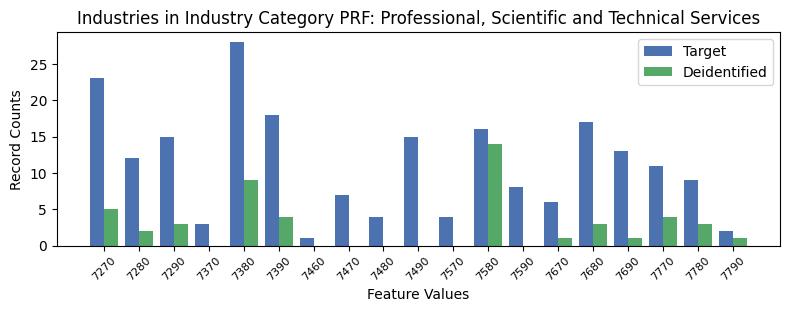 Industries in Industry Category PRF: Professional, Scientific and Technical Services
Target
Deidentified
Record Counts
25
20
15
10
5
0
7270 7280 7290 7370 7380 7390 7460 7470 7480 7490 7570 7580 7590 7670 7680 7690 7770 7780 7790
Feature Values